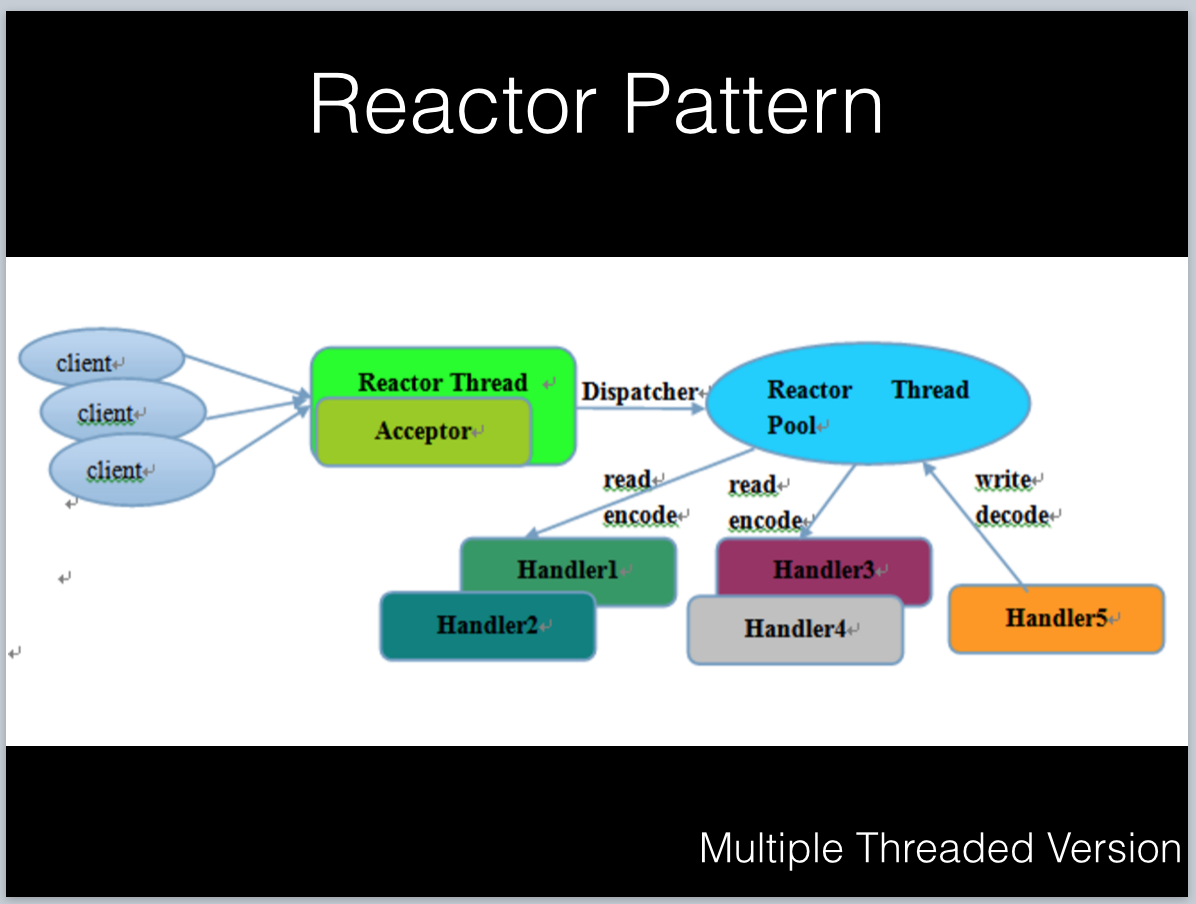 Reactor Pattern
client
client
client
Reactor Thread
Acceptor
Dispatcher
Reactor Thread
Pool
read
encode
read
encode
write
decode
Handler1
Handler2
Handler3
Handler4
Handler5
Multiple Threaded Version